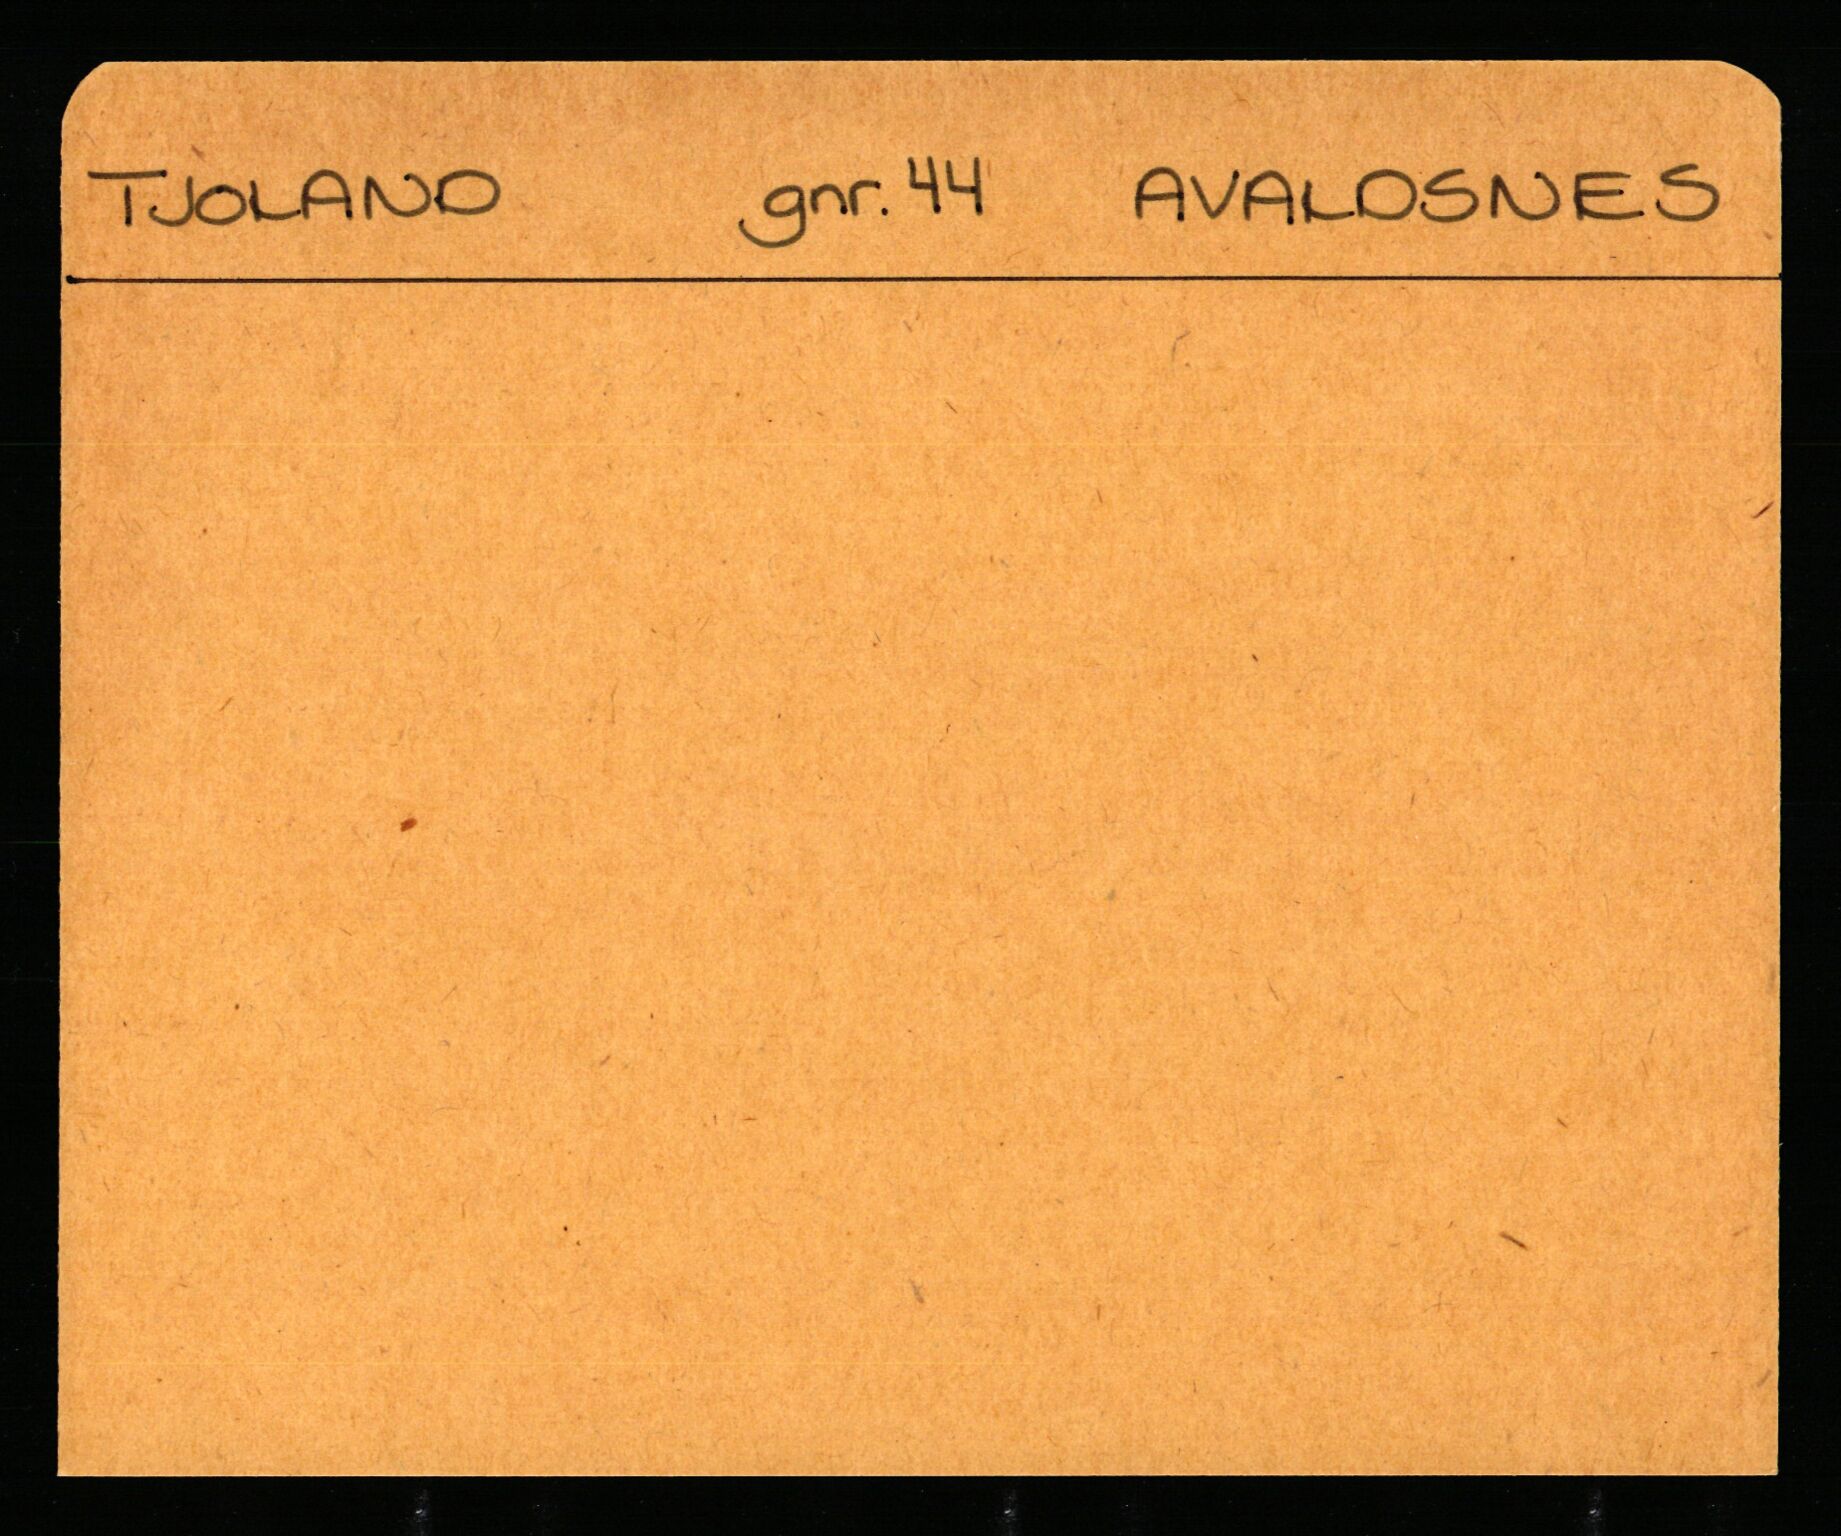 TJOLAND gnr. 44 AVALDSNES